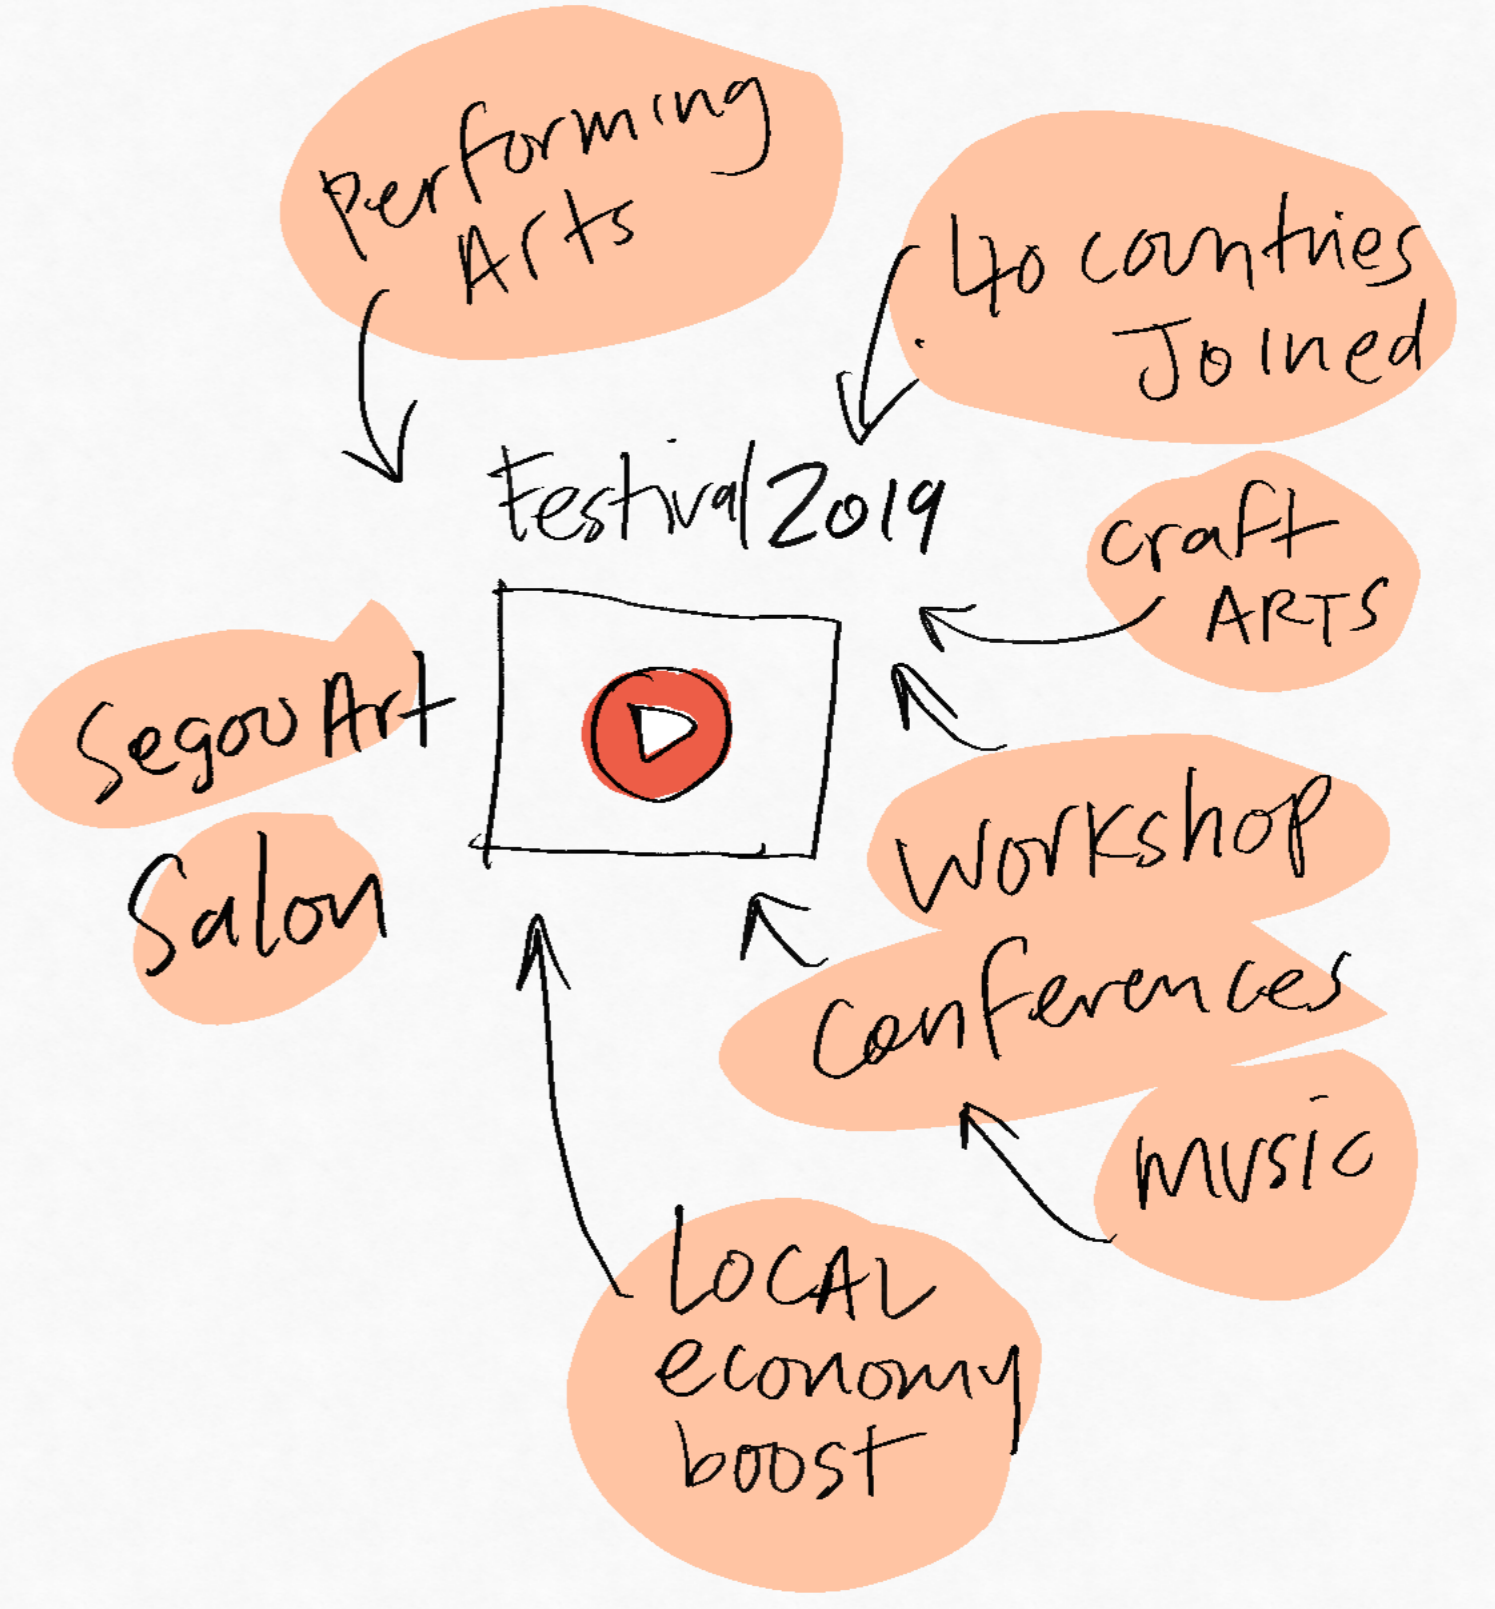 Performing
Arts
40 countries
Joined
Festival 2019
craft
ARTS
Segou Art
Salon
Workshop
Conferences
music
LOCAL
economy
boost